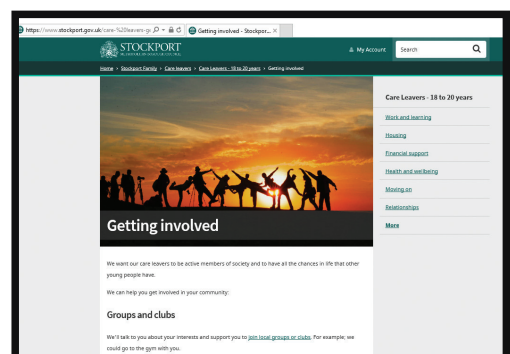 https://www.stockport.gov.uk/care-%20leavers-ge
Getting involved - Stockpor... ×
STOCKPORT
METROPOLITAN BOROUGH COUNCIL
My Account
Search
Home > Stockport Family > Care leavers > Care Leavers - 18 to 20 years > Getting involved
Care Leavers - 18 to 20 years
Work and learning
Housing
Financial support
Health and wellbeing
Moving on
Relationships
More
Getting involved
We want our care leavers to be active members of society and to have all the chances in life that other
young people have.
We can help you get involved in your community:
Groups and clubs
We'll talk to you about your interests and support you to join local groups or clubs. For example; we
could go to the gym with you.